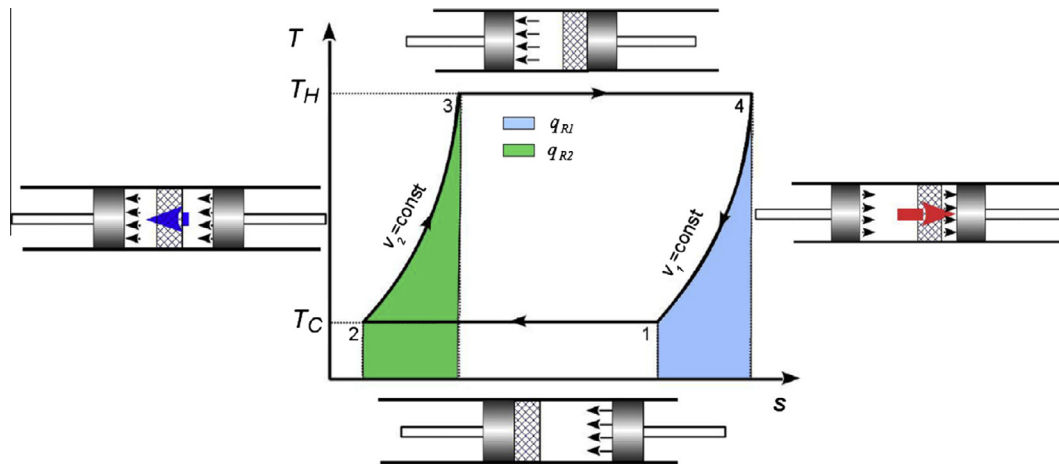 T
T_H
3
4
q_R1
q_R2
v_2=const
v_1=const
T_C
2
1
s